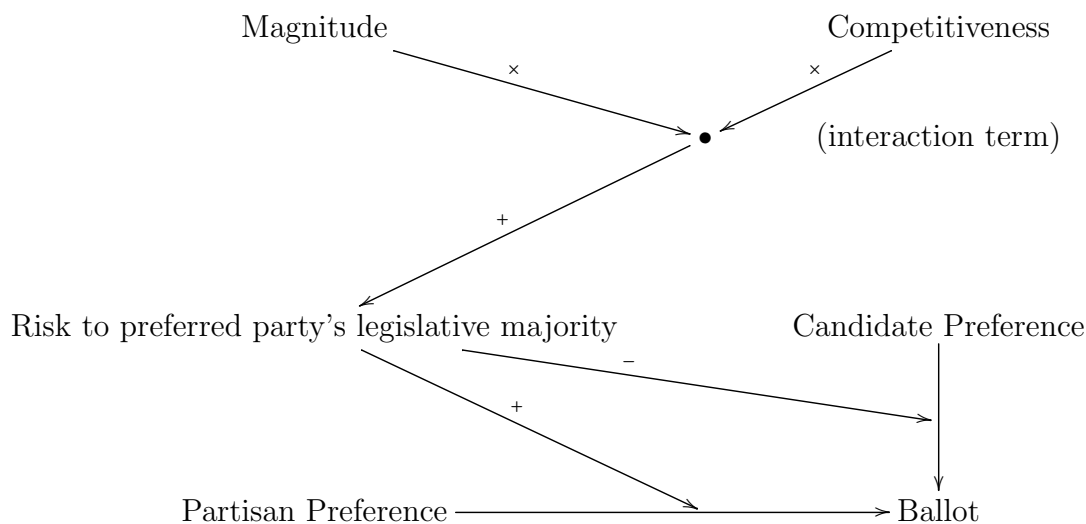 Magnitude
Competitiveness
×
×
(interaction term)
+
Risk to preferred party's legislative majority
Candidate Preference
−
+
Partisan Preference
Ballot